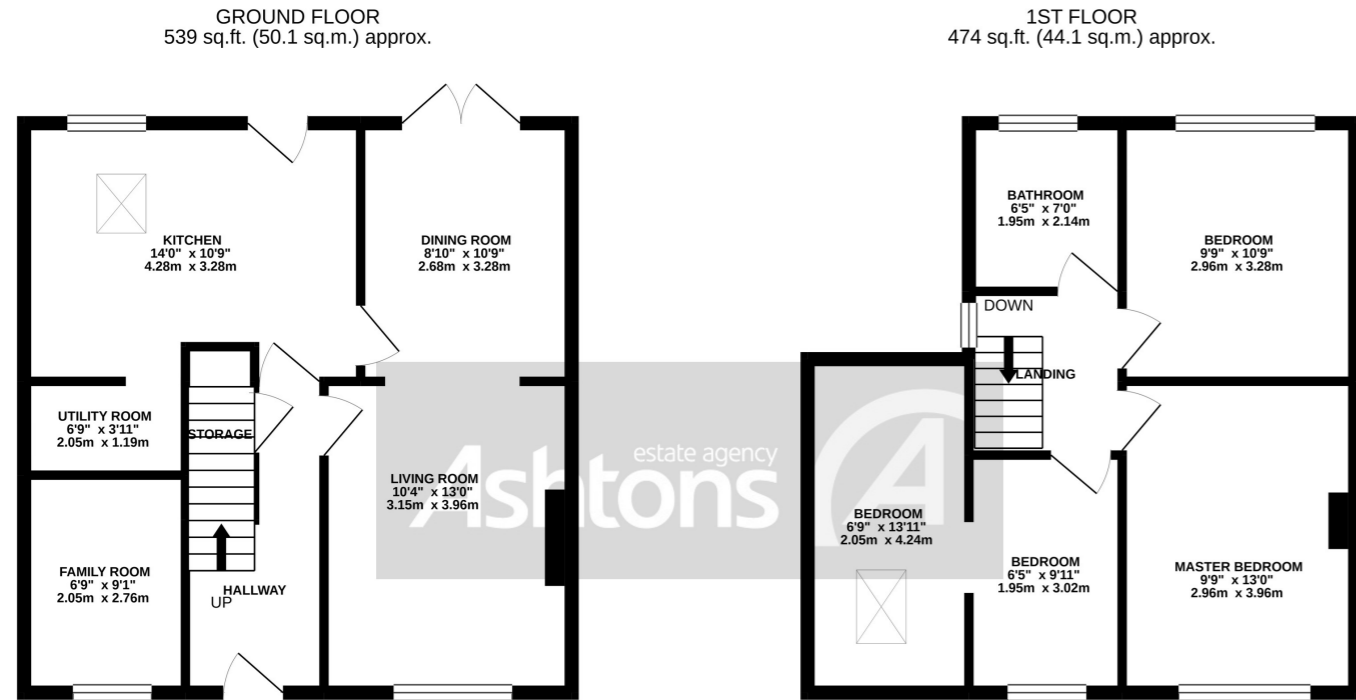 GROUND FLOOR
539 sq.ft. (50.1 sq.m.) approx.
KITCHEN
14'0" x 10'9"
4.28m x 3.28m
DINING ROOM
8'10" x 10'9"
2.68m x 3.28m
UTILITY ROOM
6'9" x 3'11"
2.05m x 1.19m
STORAGE
LIVING ROOM
10'4" x 13'0"
3.15m x 3.96m
FAMILY ROOM
6'9" x 9'1"
2.05m x 2.76m
HALLWAY
UP
estate agency
Ashtons
1ST FLOOR
474 sq.ft. (44.1 sq.m.) approx.
BATHROOM
6'5" x 7'0"
1.95m x 2.14m
BEDROOM
9'9" x 10'9"
2.96m x 3.28m
DOWN
LANDING
BEDROOM
6'9" x 13'11"
2.05m x 4.24m
BEDROOM
6'5" x 9'11"
1.95m x 3.02m
MASTER BEDROOM
9'9" x 13'0"
2.96m x 3.96m